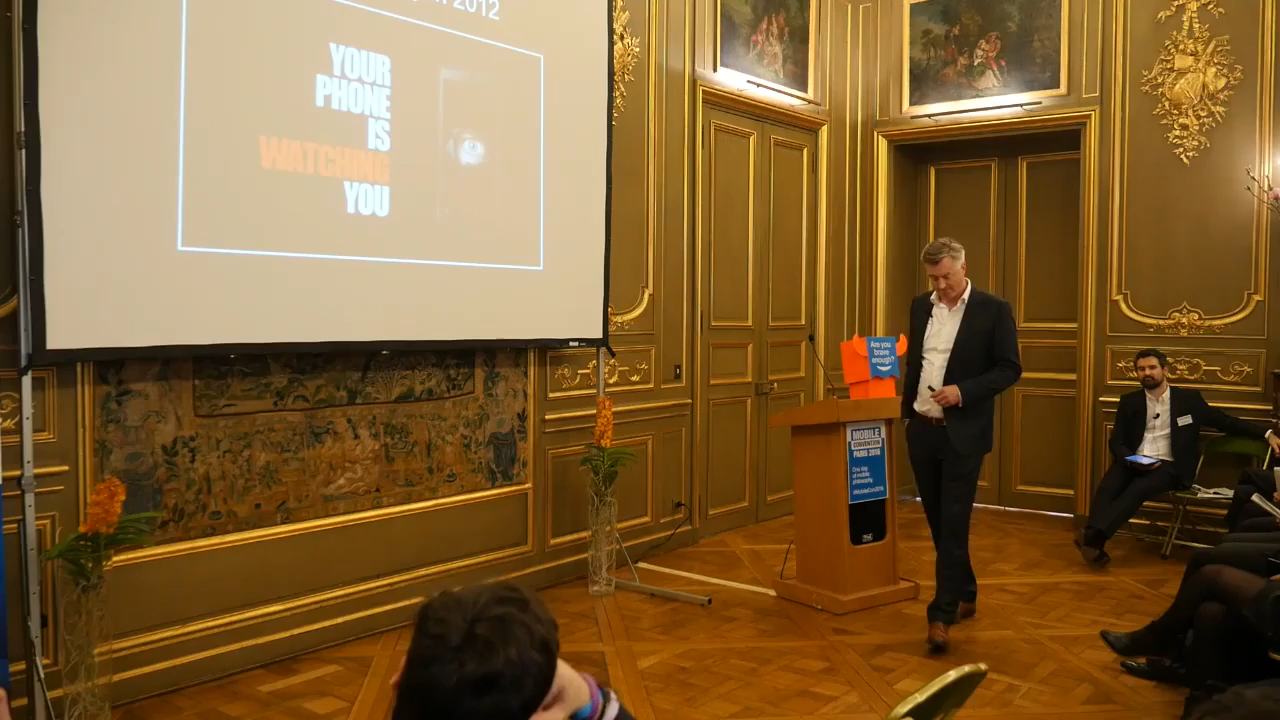 2012
YOUR
PHONE
IS
WATCHING
YOU
Are you
brave
enough?
MOBILE
CONVENTION
PARIS 2016
One day
of mobile
philosophy